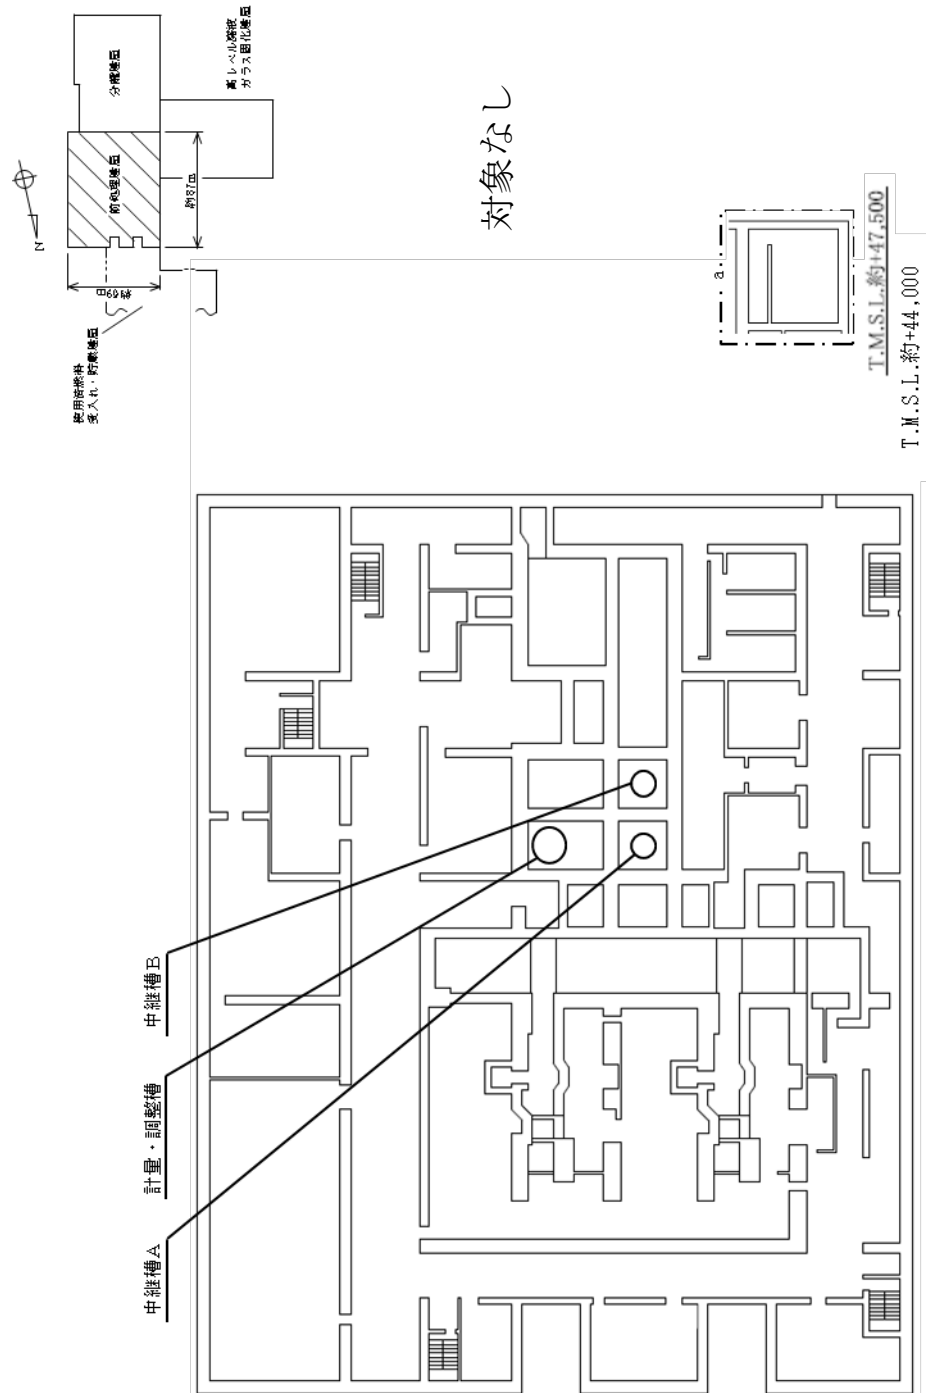 N
使用済燃料
受入れ・貯蔵建屋
前処理建屋
分離建屋
高レベル廃液
ガラス固化建屋
約87m
約69m
対象なし
a
T.M.S.L.約+47,500
T.M.S.L.約+44,000
中継槽B
計量・調整槽
中継槽A